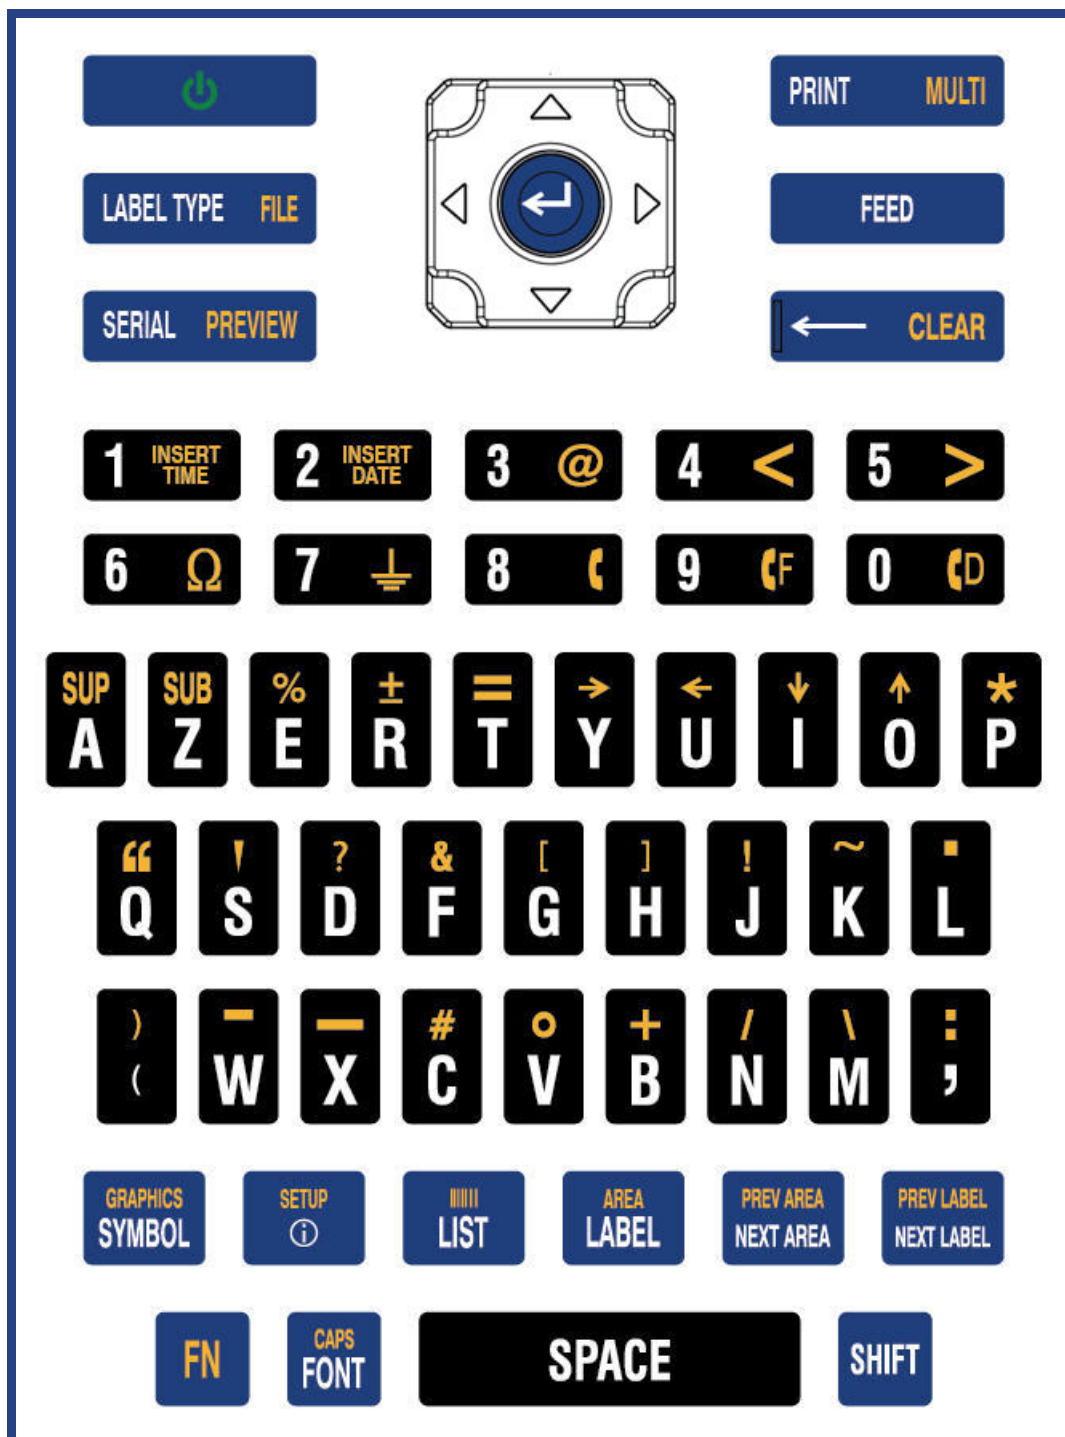 PRINT MULTI
LABEL TYPE FILE
FEED
SERIAL PREVIEW
← CLEAR
1 INSERT TIME 2 INSERT DATE 3 @ 4 < 5 >
6 Ω 7 ⏚ 8 9 F 0 D
SUP SUB % ± = → ← ↓ ↑ *
A Z E R T Y U I O P
“ ' ? & [ ] ! ~ .
Q S D F G H J K L
) - — # ° + / \ :
( W X C V B N M ,
GRAPHICS SETUP AREA PREV AREA PREV LABEL
SYMBOL ⓘ LIST LABEL NEXT AREA NEXT LABEL
CAPS
FN FONT SPACE SHIFT